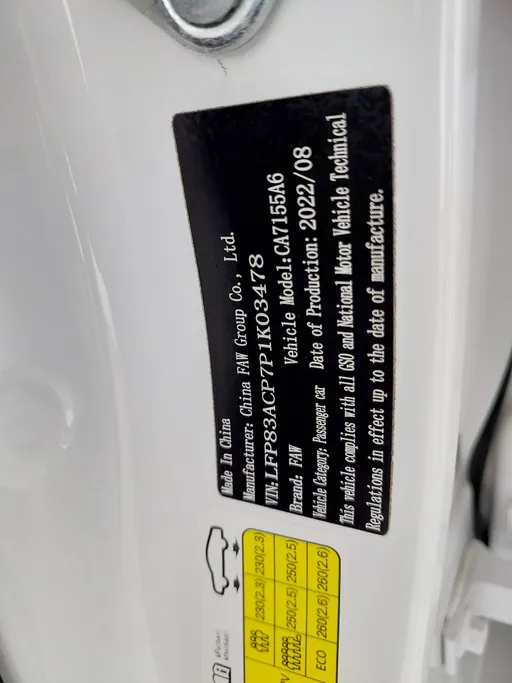 Made In China
Manufacturer: China FAW Group Co., Ltd.
VIN:LFP83ACP7P1K03478
Brand: FAW Vehicle Model:CA7155A6
Vehicle Category: Passenger car Date of Production: 2022/08
This vehicle complies with all GSO and National Motor Vehicle Technical
Regulations in effect up to the date of manufacture.
230(2.3) 230(2.3)
250(2.5) 250(2.5)
ECO 260(2.6) 260(2.6)